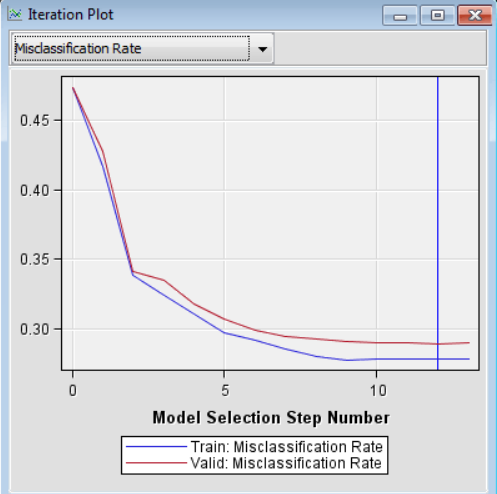 Iteration Plot
Misclassification Rate
0.45
0.40
0.35
0.30
0 5 10
Model Selection Step Number
Train: Misclassification Rate
Valid: Misclassification Rate